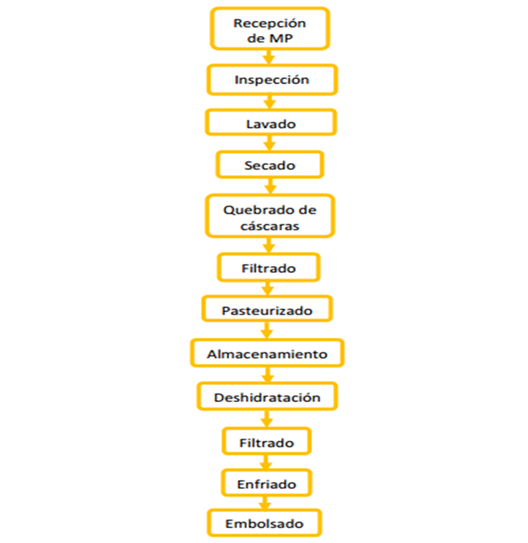 Recepción
de MP
Inspección
Lavado
Secado
Quebrado de
cáscaras
Filtrado
Pasteurizado
Almacenamiento
Deshidratación
Filtrado
Enfriado
Embolsado